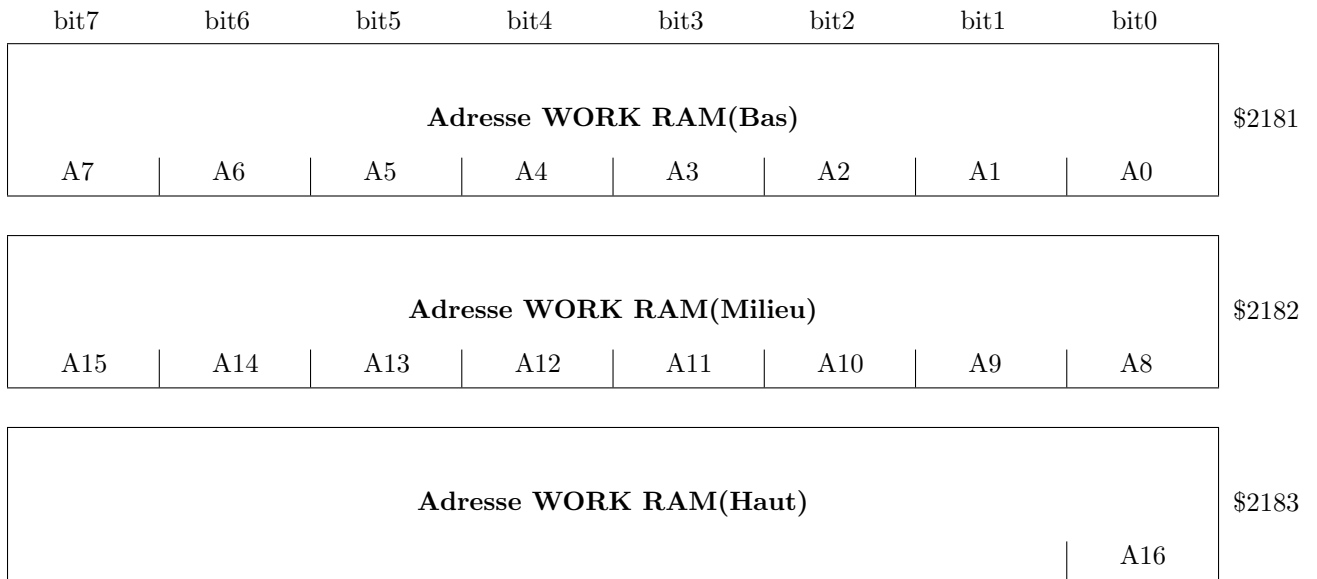 bit7 bit6 bit5 bit4 bit3 bit2 bit1 bit0
Adresse WORK RAM(Bas) $2181
A7 A6 A5 A4 A3 A2 A1 A0
Adresse WORK RAM(Milieu) $2182
A15 A14 A13 A12 A11 A10 A9 A8
Adresse WORK RAM(Haut) $2183
A16